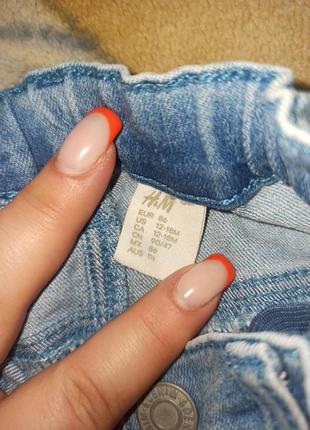 H&M
EUR 86
US 12-18M
CA 12-18M
CN 90/47
MX 86
AUS 1½